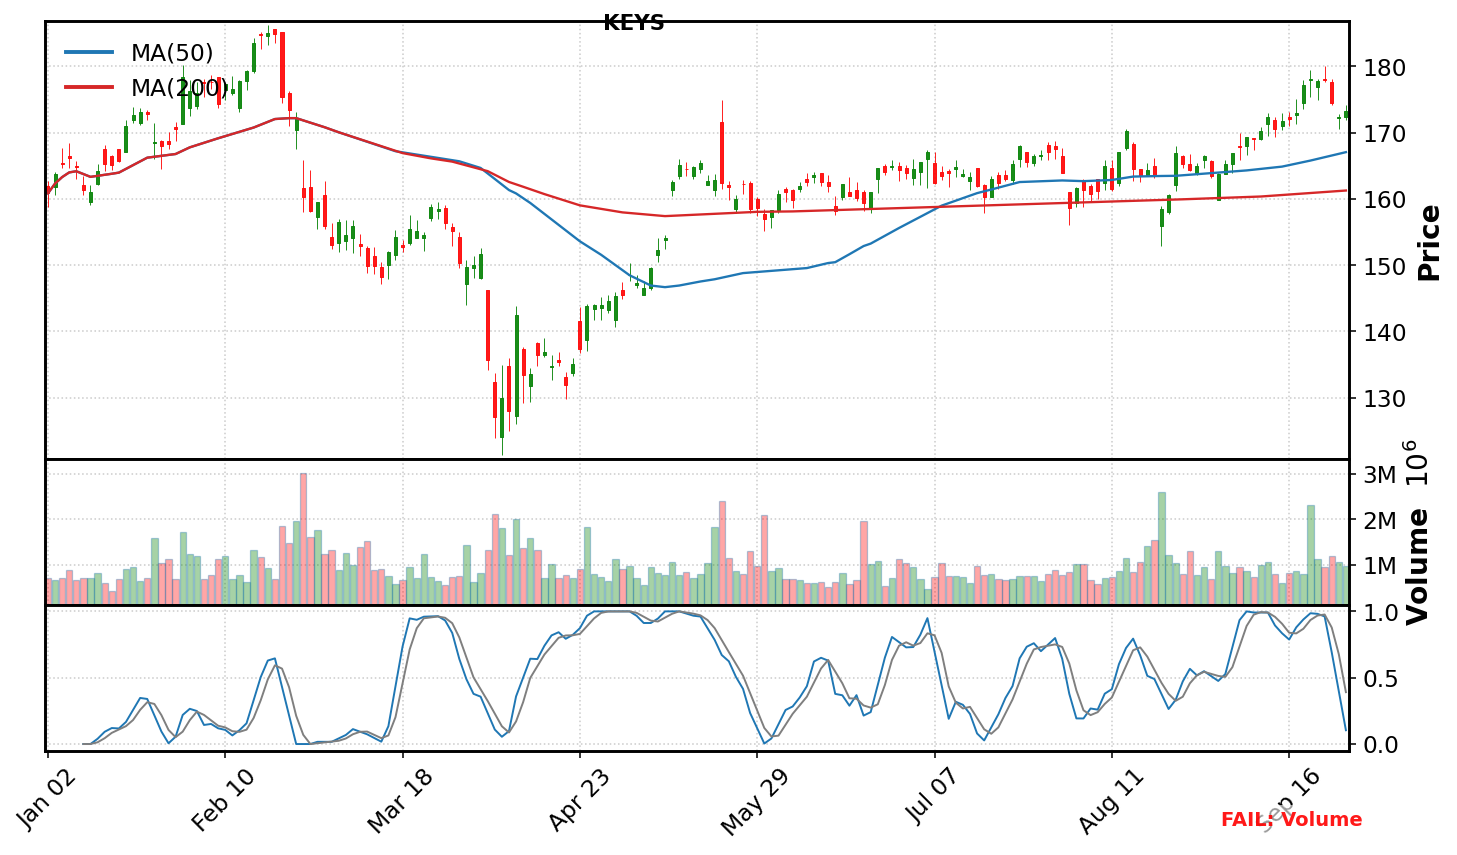 KEYS
MA(50)
MA(200)
180
170
160
150
140
130
Price
3M
2M
1M
Volume 10^6
1.0
0.5
0.0
Jan 02
Feb 10
Mar 18
Apr 23
May 29
Jul 07
Aug 11
Sep 16
FAIL: Volume